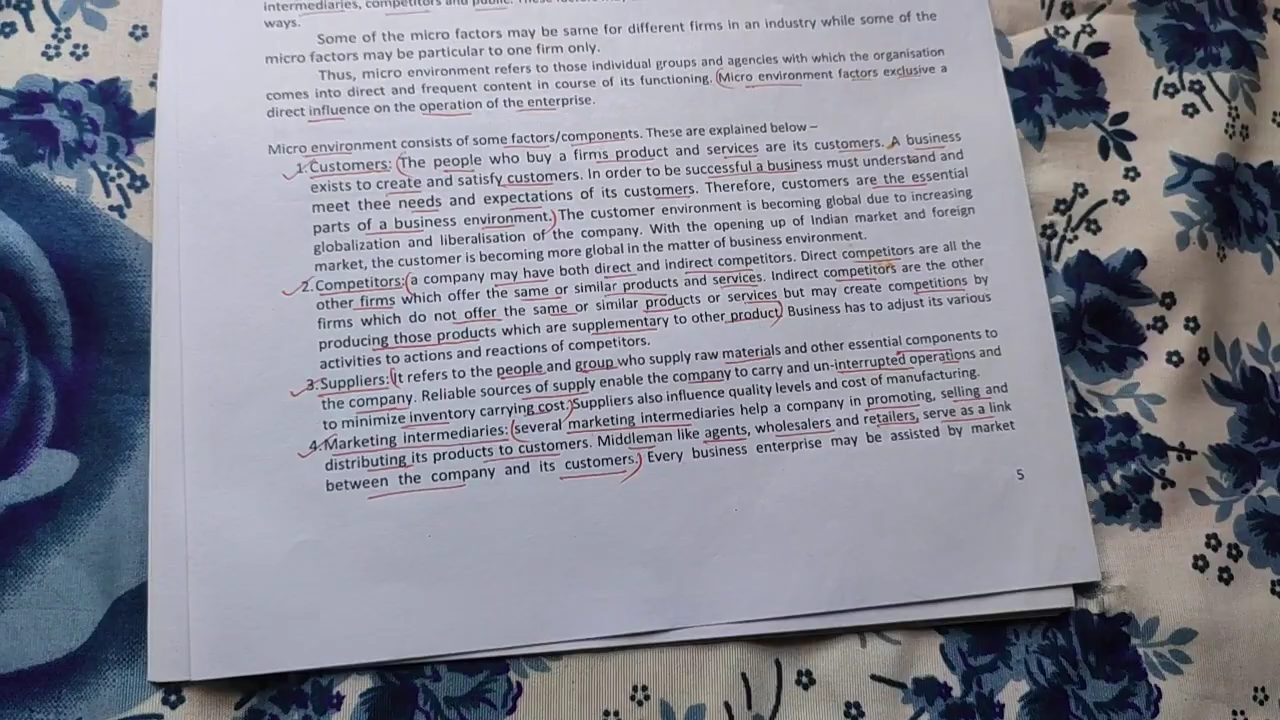 intermediaries, competitors and public. These factors may
ways.
Some of the micro factors may be same for different firms in an industry while some of the
micro factors may be particular to one firm only.
Thus, micro environment refers to those individual groups and agencies with which the organisation
comes into direct and frequent content in course of its functioning. Micro environment factors exclusive a
direct influence on the operation of the enterprise.
Micro environment consists of some factors/components. These are explained below –
1. Customers: The people who buy a firms product and services are its customers. A business
exists to create and satisfy customers. In order to be successful a business must understand and
meet thee needs and expectations of its customers. Therefore, customers are the essential
parts of a business environment. The customer environment is becoming global due to increasing
globalization and liberalisation of the company. With the opening up of Indian market and foreign
market, the customer is becoming more global in the matter of business environment.
2. Competitors: a company may have both direct and indirect competitors. Direct competitors are all the
other firms which offer the same or similar products and services. Indirect competitors are the other
firms which do not offer the same or similar products or services but may create competitions by
producing those products which are supplementary to other product. Business has to adjust its various
activities to actions and reactions of competitors.
3. Suppliers: It refers to the people and group who supply raw materials and other essential components to
the company. Reliable sources of supply enable the company to carry and un-interrupted operations and
to minimize inventory carrying cost. Suppliers also influence quality levels and cost of manufacturing.
4. Marketing Intermediaries: several marketing intermediaries help a company in promoting, selling and
distributing its products to customers. Middleman like agents, wholesalers and retailers, serve as a link
between the company and its customers. Every business enterprise may be assisted by market
5